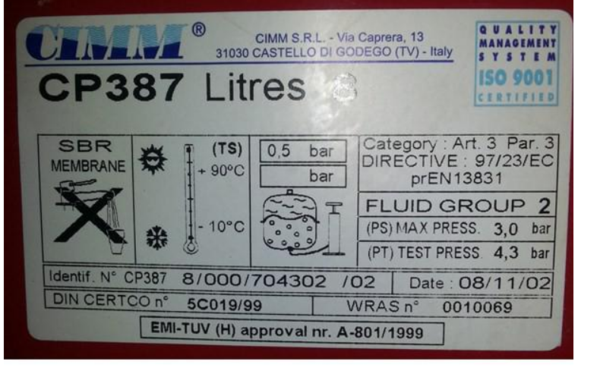 CIMM®
CIMM S.R.L. - Via Caprera, 13
31030 CASTELLO DI GODEGO (TV) - Italy
QUALITY
MANAGEMENT
SYSTEM
ISO 9001
CERTIFIED
CP387 Litres 8
SBR
MEMBRANE
(TS)
+ 90°C
- 10°C
0,5 bar
bar
Category : Art. 3 Par. 3
DIRECTIVE : 97/23/EC
prEN13831
FLUID GROUP 2
(PS) MAX PRESS. 3,0 bar
(PT) TEST PRESS. 4,3 bar
Identif. N° CP387 8/000/704302 /02 Date : 08/11/02
DIN CERTCO n° 5C019/99 WRAS n° 0010069
EMI-TUV (H) approval nr. A-801/1999